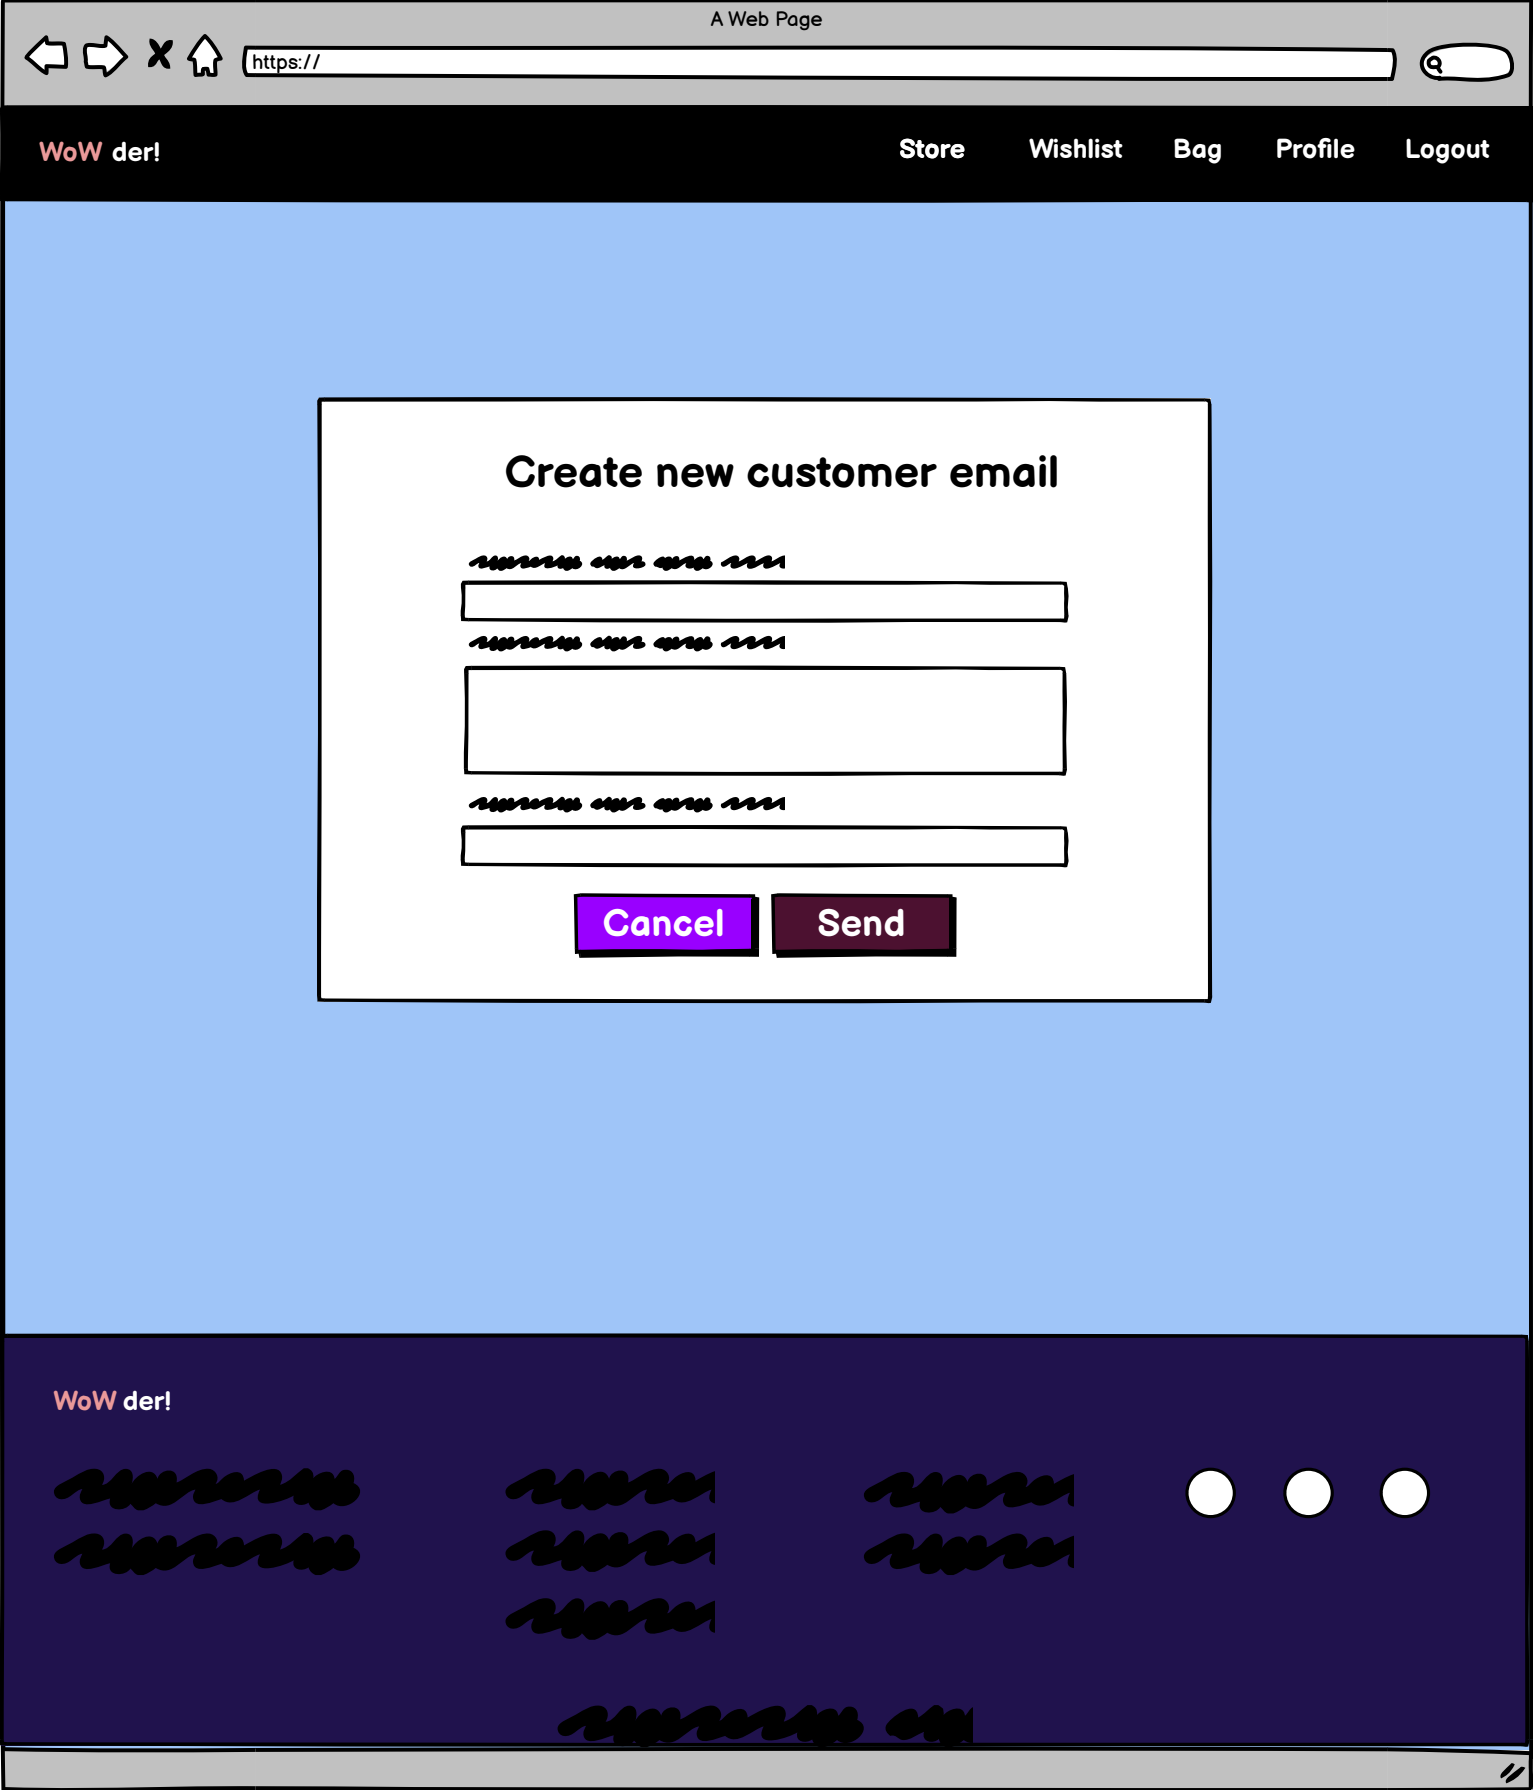 A Web Page
https://
WoW der!
Store Wishlist Bag Profile Logout
Create new customer email
Cancel Send
WoW der!